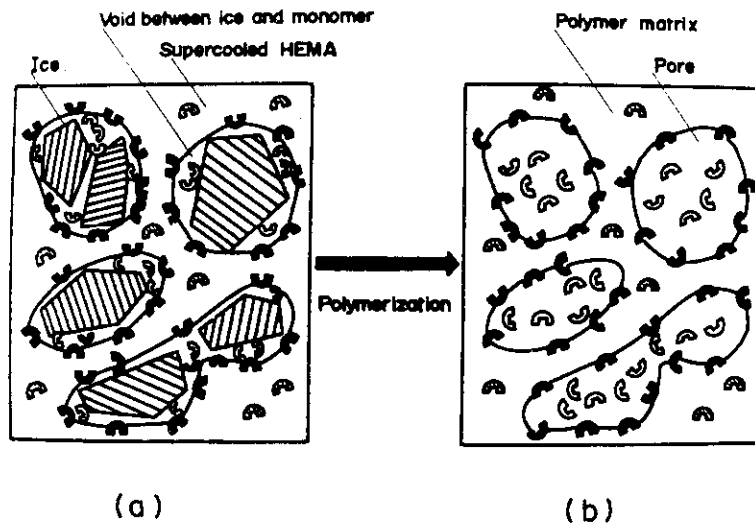 Void between ice and monomer
Supercooled HEMA
Ice
Polymer matrix
Pore
Polymerization
(a)
(b)